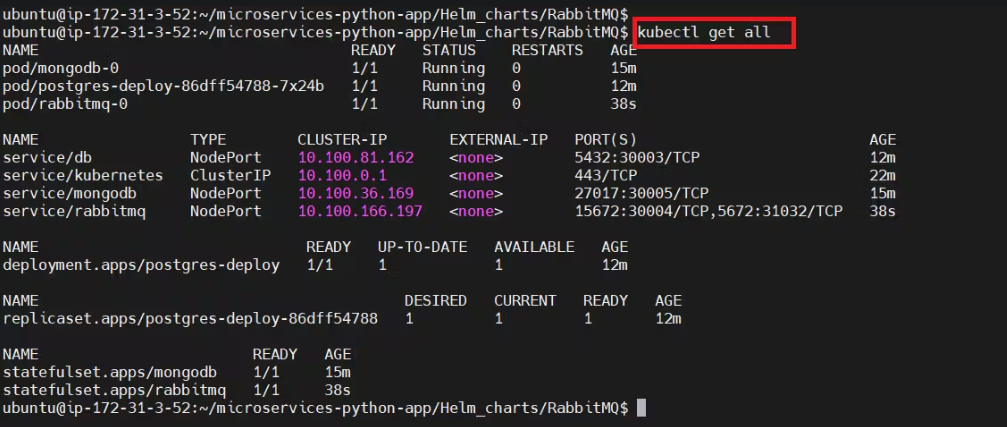 ubuntu@ip-172-31-3-52:~/microservices-python-app/Helm_charts/RabbitMQ$
ubuntu@ip-172-31-3-52:~/microservices-python-app/Helm_charts/RabbitMQ$ kubectl get all
NAME READY STATUS RESTARTS AGE
pod/mongodb-0 1/1 Running 0 15m
pod/postgres-deploy-86dff54788-7x24b 1/1 Running 0 12m
pod/rabbitmq-0 1/1 Running 0 38s
NAME TYPE CLUSTER-IP EXTERNAL-IP PORT(S) AGE
service/db NodePort 10.100.81.162 <none> 5432:30003/TCP 12m
service/kubernetes ClusterIP 10.100.0.1 <none> 443/TCP 22m
service/mongodb NodePort 10.100.36.169 <none> 27017:30005/TCP 15m
service/rabbitmq NodePort 10.100.166.197 <none> 15672:30004/TCP,5672:31032/TCP 38s
NAME READY UP-TO-DATE AVAILABLE AGE
deployment.apps/postgres-deploy 1/1 1 1 12m
NAME DESIRED CURRENT READY AGE
replicaset.apps/postgres-deploy-86dff54788 1 1 1 12m
NAME READY AGE
statefulset.apps/mongodb 1/1 15m
statefulset.apps/rabbitmq 1/1 38s
ubuntu@ip-172-31-3-52:~/microservices-python-app/Helm_charts/RabbitMQ$